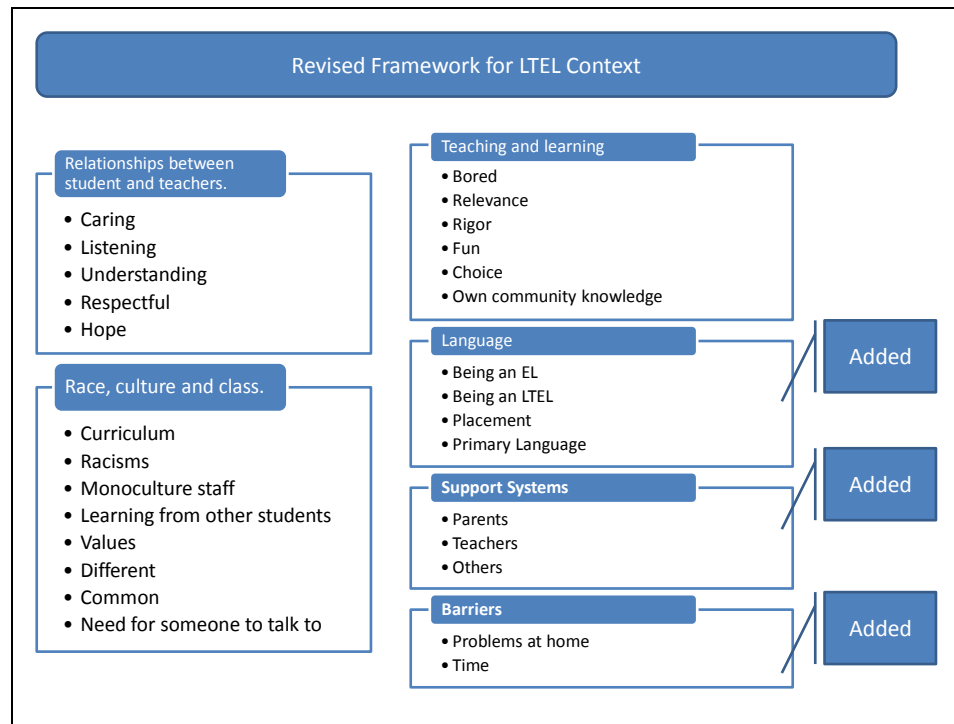 Revised Framework for LTEL Context
Relationships between
student and teachers.
• Caring
• Listening
• Understanding
• Respectful
• Hope
Race, culture and class.
• Curriculum
• Racisms
• Monoculture staff
• Learning from other students
• Values
• Different
• Common
• Need for someone to talk to
Teaching and learning
• Bored
• Relevance
• Rigor
• Fun
• Choice
• Own community knowledge
Language
• Being an EL
• Being an LTEL
• Placement
• Primary Language
Added
Support Systems
• Parents
• Teachers
• Others
Added
Barriers
• Problems at home
• Time
Added